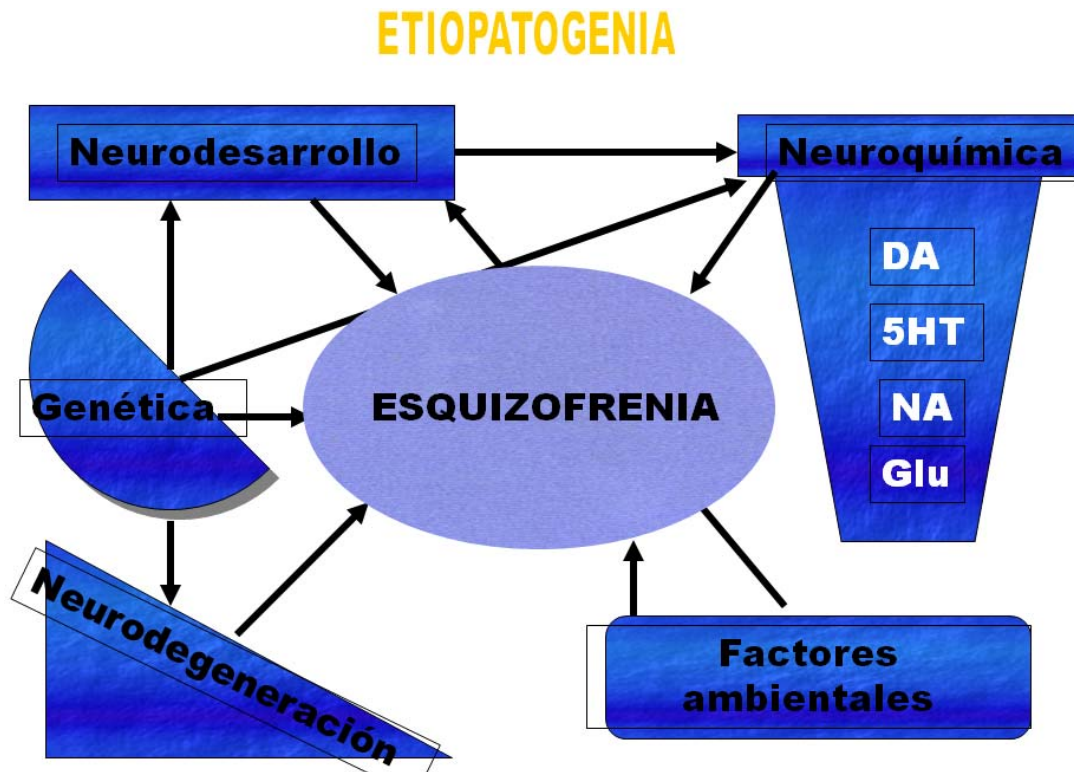 ETIOPATOGENIA
Neurodesarrollo
Neuroquímica
DA
5HT
NA
Glu
Genética
ESQUIZOFRENIA
Neurodegeneración
Factores
ambientales